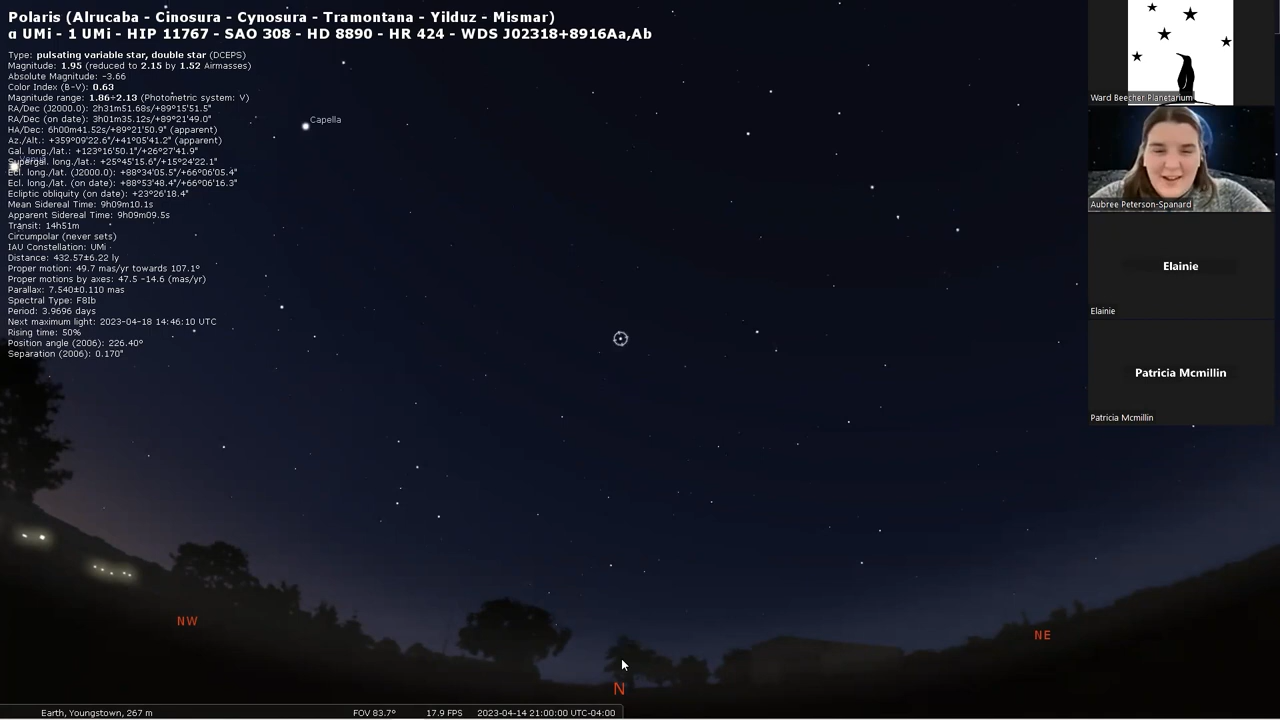 Polaris (Alrucaba - Cinosura - Cynosura - Tramontana - Yilduz - Mismar)
α UMi - 1 UMi - HIP 11767 - SAO 308 - HD 8890 - HR 424 - WDS J02318+8916Aa,Ab
Type: pulsating variable star, double star (DCEPS)
Magnitude: 1.95 (reduced to 2.15 by 1.52 Airmasses)
Absolute Magnitude: -3.66
Color Index (B-V): 0.63
Magnitude range: 1.86÷2.13 (Photometric system: V)
RA/Dec (J2000.0): 2h31m51.68s/+89°15'51.5"
RA/Dec (on date): 3h01m35.12s/+89°21'49.0"
HA/Dec: 6h00m41.52s/+89°21'50.9" (apparent)
Az./Alt.: +359°09'22.6"/+41°05'41.2" (apparent)
Gal. long./lat.: +123°16'50.1"/+26°27'41.9"
Supergal. long./lat.: +25°45'15.6"/+15°24'22.1"
Ecl. long./lat. (J2000.0): +88°34'05.5"/+66°06'05.4"
Ecl. long./lat. (on date): +88°53'48.4"/+66°06'16.3"
Ecliptic obliquity (on date): +23°26'18.4"
Mean Sidereal Time: 9h09m10.1s
Apparent Sidereal Time: 9h09m09.5s
Transit: 14h51m
Circumpolar (never sets)
IAU Constellation: UMi
Distance: 432.57±6.22 ly
Proper motion: 49.7 mas/yr towards 107.1°
Proper motions by axes: 47.5 -14.6 (mas/yr)
Parallax: 7.540±0.110 mas
Spectral Type: F8Ib
Period: 3.9696 days
Next maximum light: 2023-04-18 14:46:10 UTC
Rising time: 50%
Position angle (2006): 226.40°
Separation (2006): 0.170"
Capella
Ward Beecher Planetarium
Aubree Peterson-Spanard
Elainie
Elainie
Patricia Mcmillin
Patricia Mcmillin
NW
N
NE
Earth, Youngstown, 267 m
FOV 83.7°
17.9 FPS
2023-04-14 21:00:00 UTC-04:00